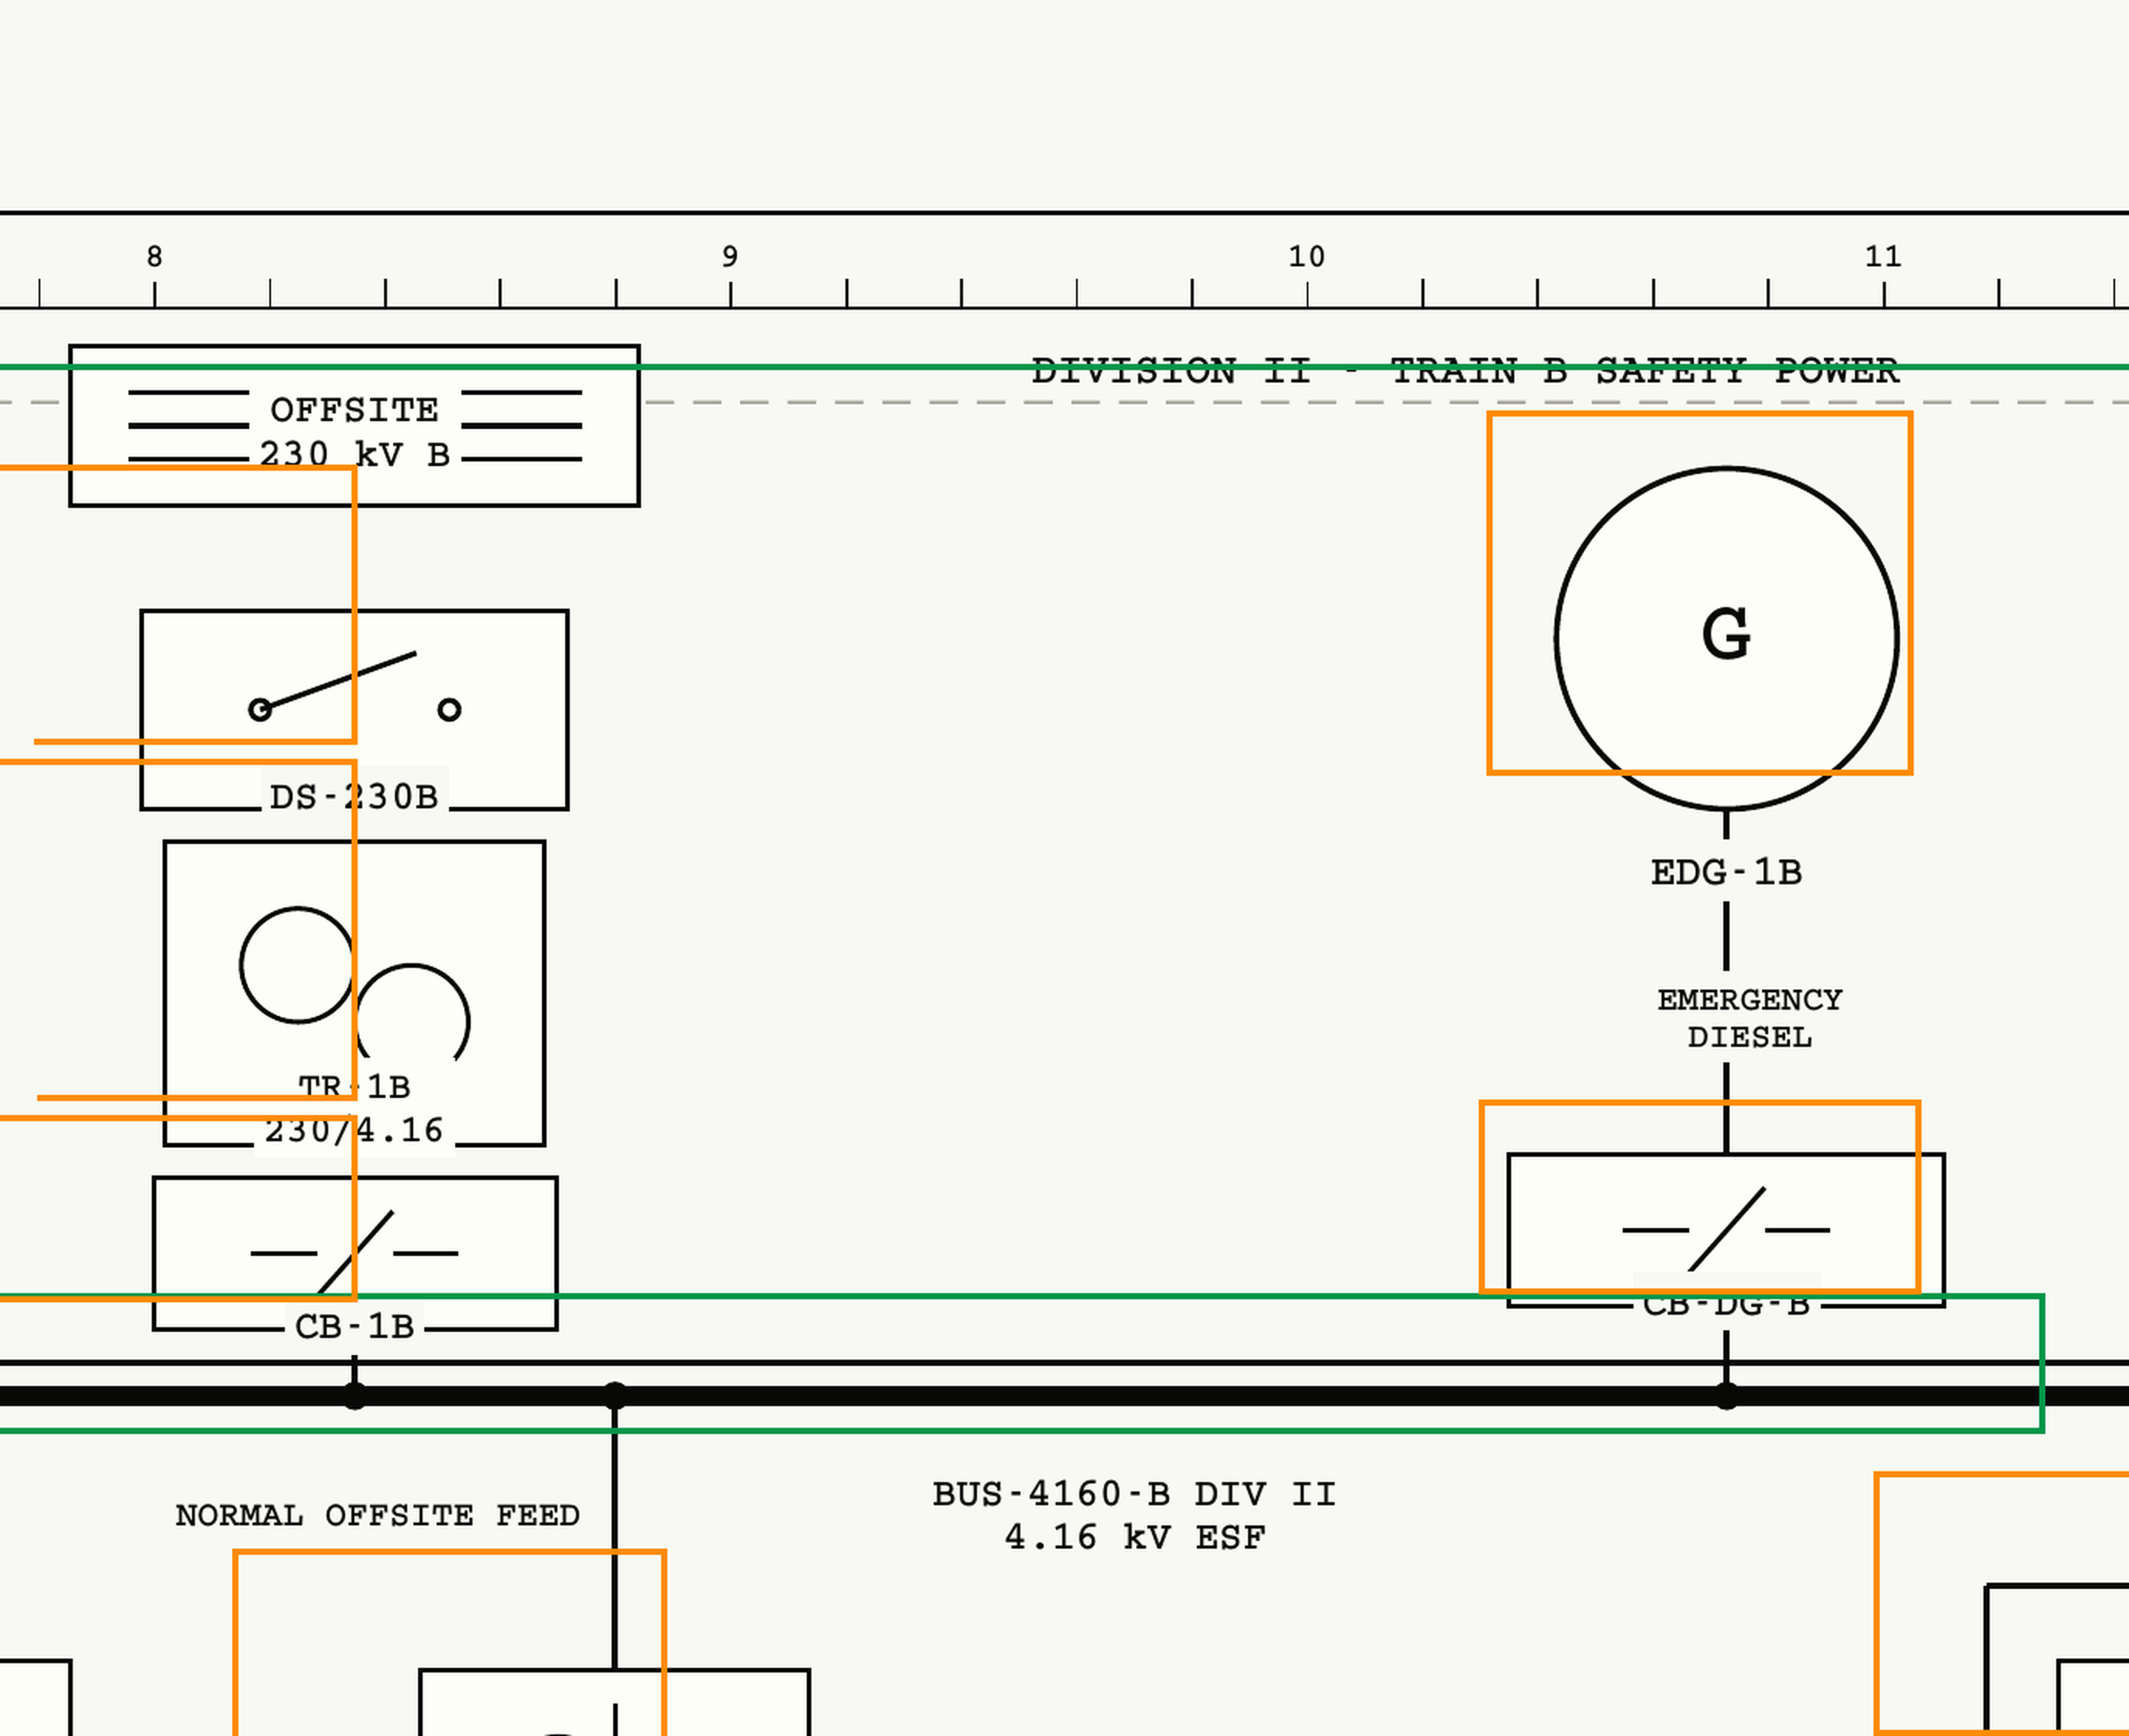 8 9 10 11
DIVISION II - TRAIN B SAFETY POWER
OFFSITE
230 kV B
G
DS-230B
EDG-1B
EMERGENCY
DIESEL
TR-1B
230/4.16
CB-DG-B
CB-1B
BUS-4160-B DIV II
4.16 kV ESF
NORMAL OFFSITE FEED